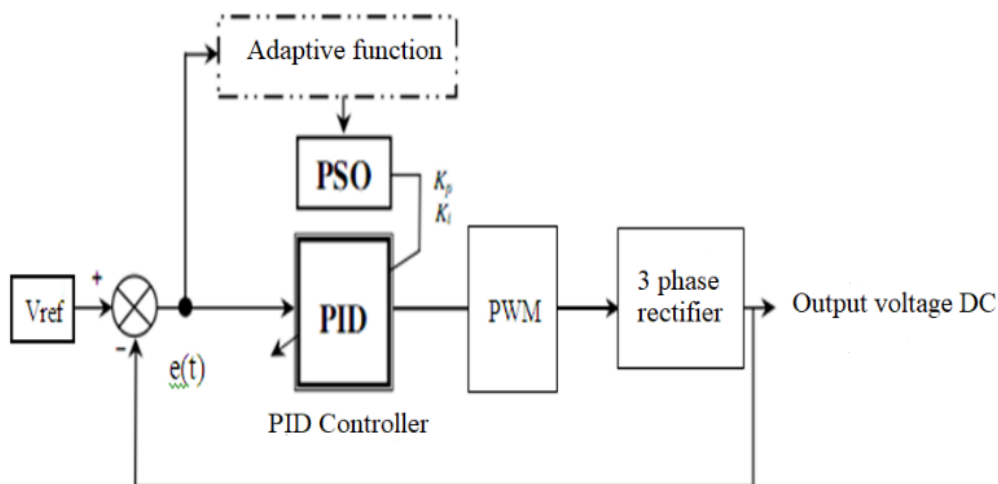 Adaptive function
PSO
Kp
Ki
+
Vref
PID
PWM
3 phase
rectifier
Output voltage DC
−
e(t)
PID Controller